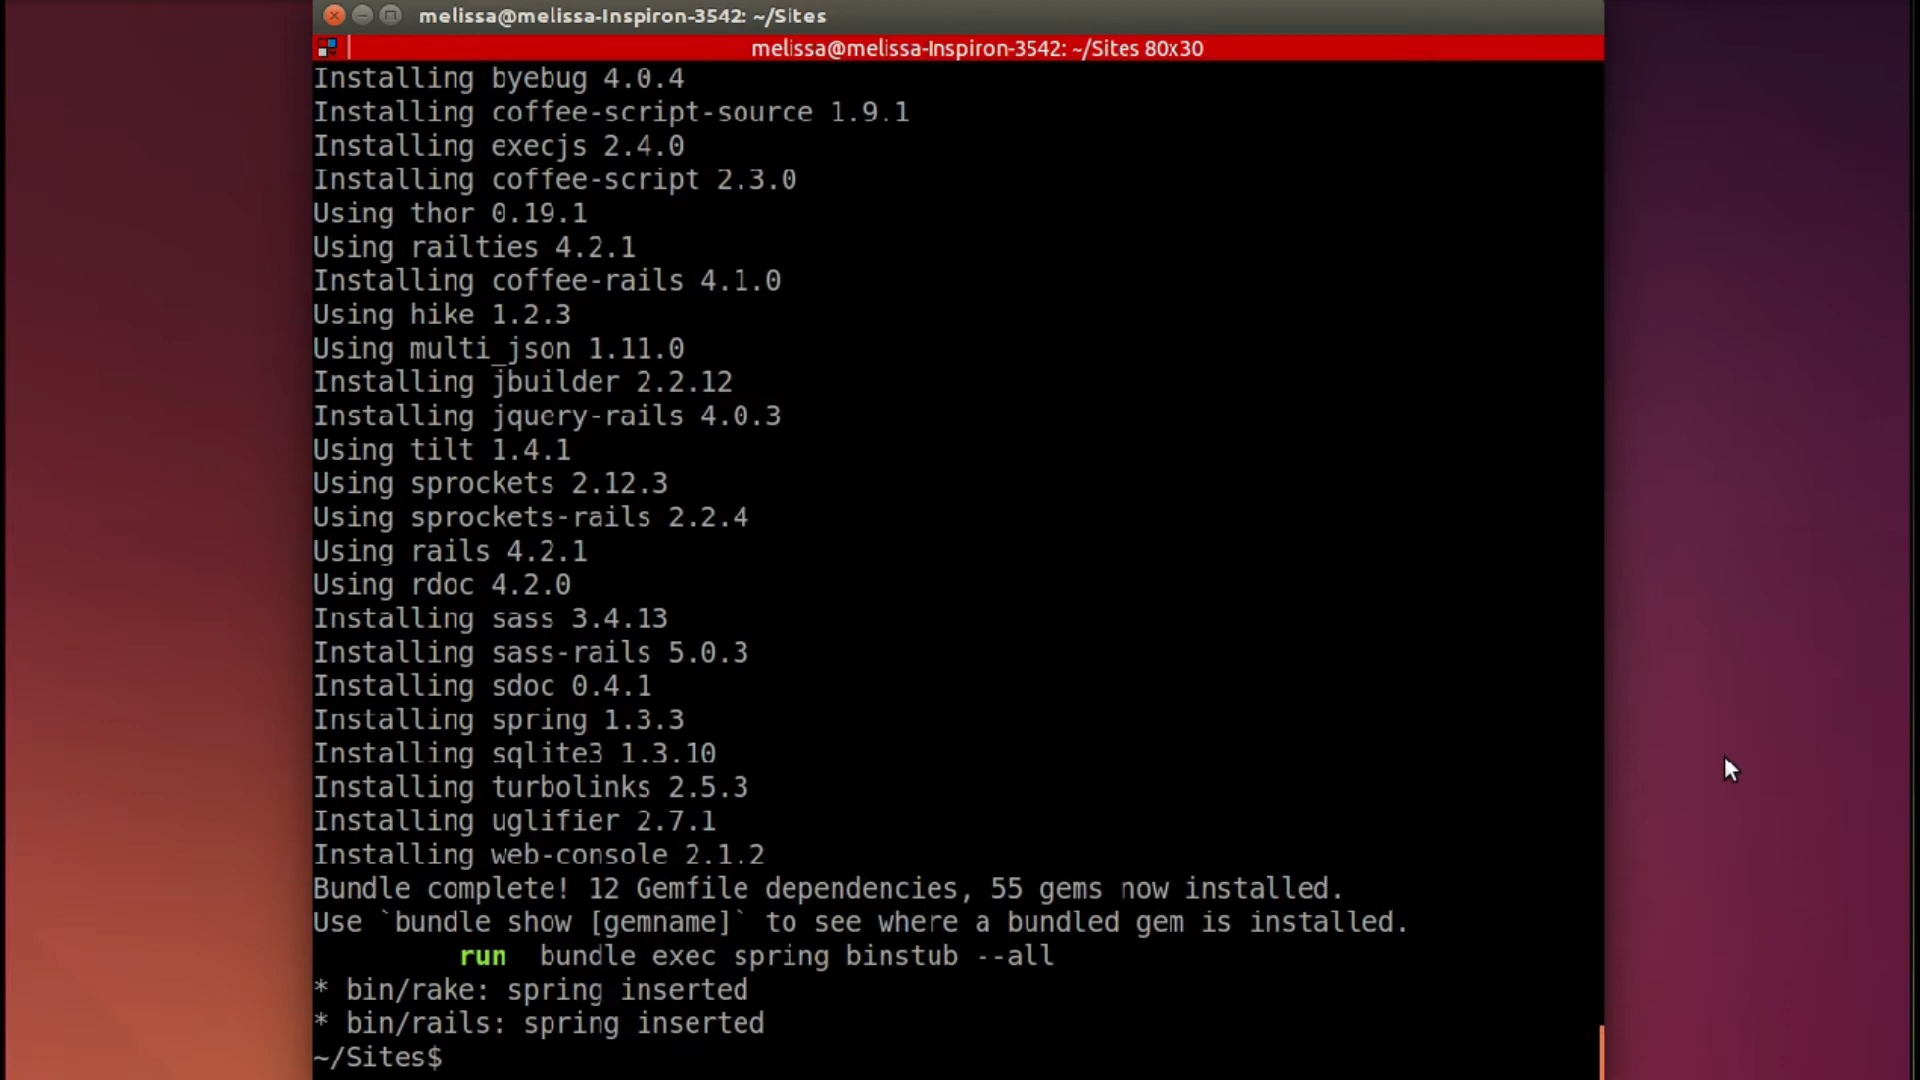 melissa@melissa-Inspiron-3542: ~/Sites
melissa@melissa-Inspiron-3542: ~/Sites 80x30
Installing byebug 4.0.4
Installing coffee-script-source 1.9.1
Installing execjs 2.4.0
Installing coffee-script 2.3.0
Using thor 0.19.1
Using railties 4.2.1
Installing coffee-rails 4.1.0
Using hike 1.2.3
Using multi_json 1.11.0
Installing jbuilder 2.2.12
Installing jquery-rails 4.0.3
Using tilt 1.4.1
Using sprockets 2.12.3
Using sprockets-rails 2.2.4
Using rails 4.2.1
Using rdoc 4.2.0
Installing sass 3.4.13
Installing sass-rails 5.0.3
Installing sdoc 0.4.1
Installing spring 1.3.3
Installing sqlite3 1.3.10
Installing turbolinks 2.5.3
Installing uglifier 2.7.1
Installing web-console 2.1.2
Bundle complete! 12 Gemfile dependencies, 55 gems now installed.
Use `bundle show [gemname]` to see where a bundled gem is installed.
run  bundle exec spring binstub --all
* bin/rake: spring inserted
* bin/rails: spring inserted
~/Sites$